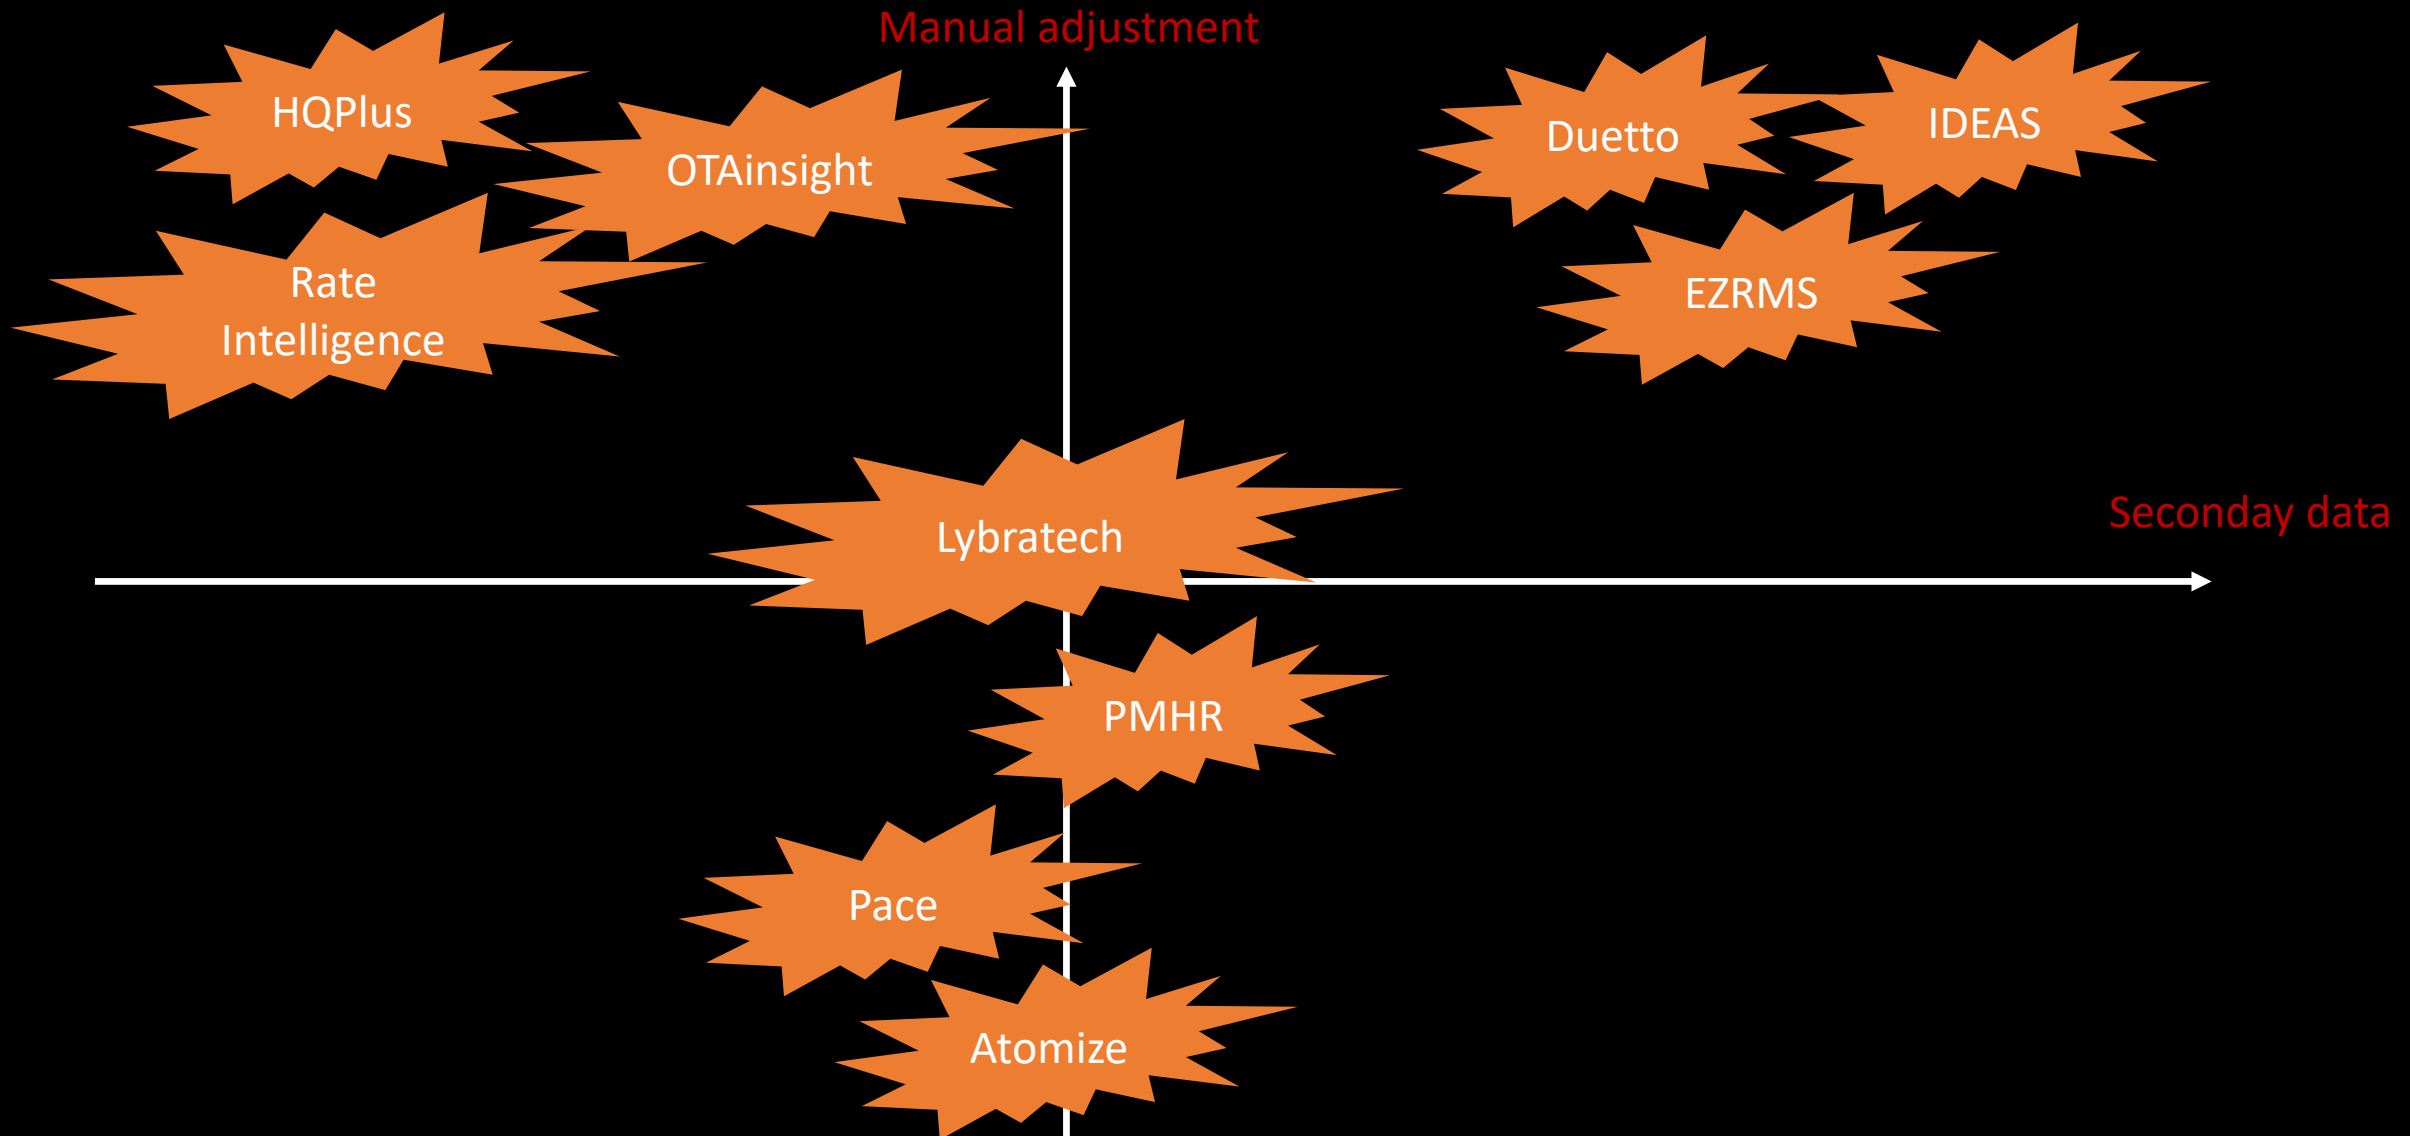 Manual adjustment
HQPlus
OTAinsight
Duetto
IDEAS
Rate
Intelligence
EZRMS
Seconday data
Lybratech
PMHR
Pace
Atomize